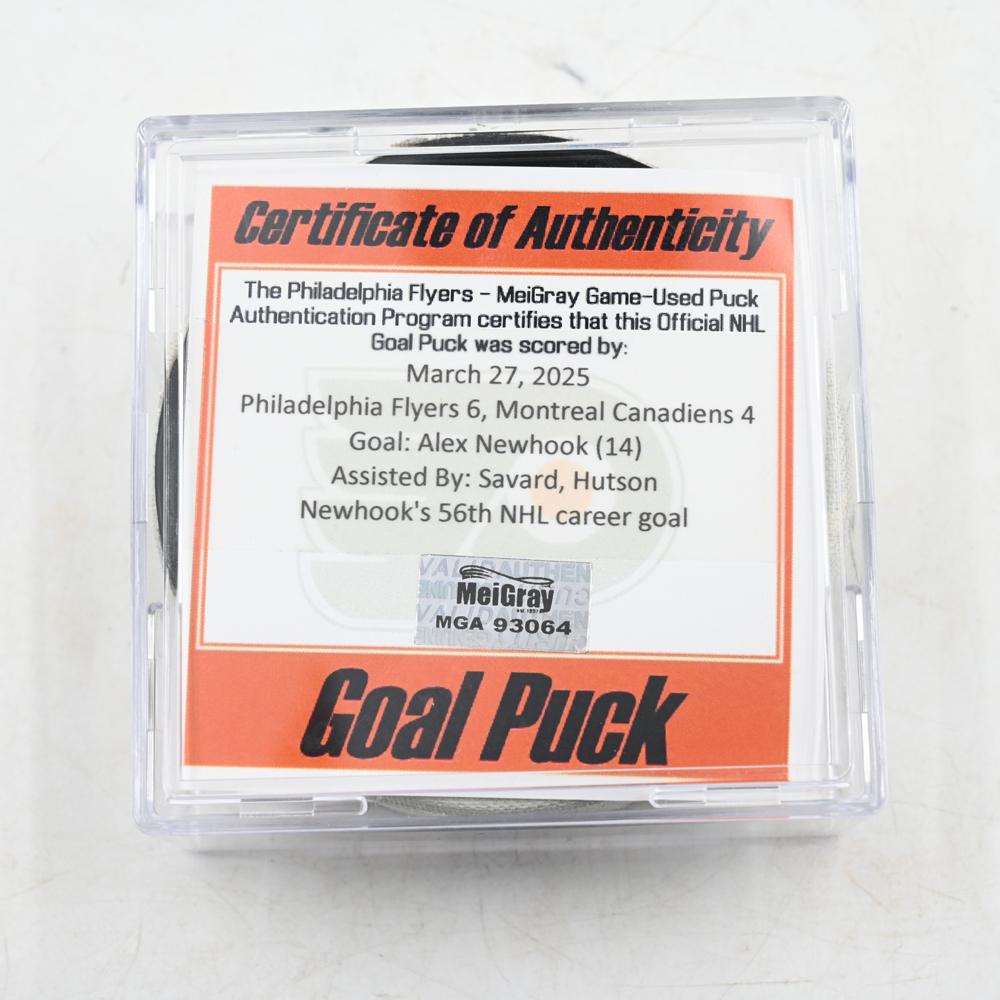 Certificate of Authenticity
The Philadelphia Flyers - MeiGray Game-Used Puck
Authentication Program certifies that this Official NHL
Goal Puck was scored by:
March 27, 2025
Philadelphia Flyers 6, Montreal Canadiens 4
Goal: Alex Newhook (14)
Assisted By: Savard, Hutson
Newhook's 56th NHL career goal
MeiGray
MGA 93064
Goal Puck